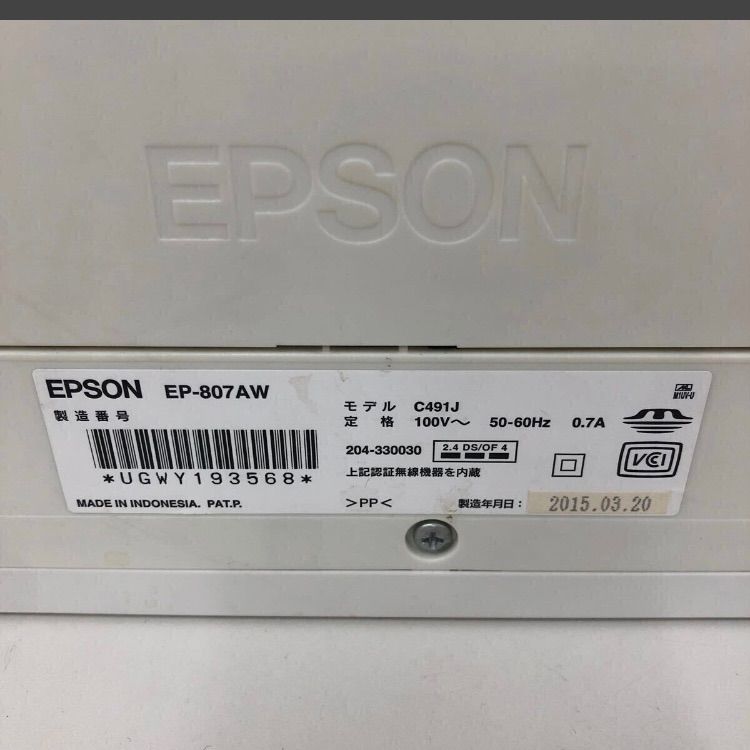 EPSON
EPSON EP-807AW
製造番号
*UGWY193568*
MADE IN INDONESIA. PAT.P.
モデル C491J
定格 100V～ 50-60Hz 0.7A
204-330030 2.4 DS/OF 4
上記認証無線機器を内蔵
>PP<
製造年月日: 2015.03.20
M1UV-U
VCI